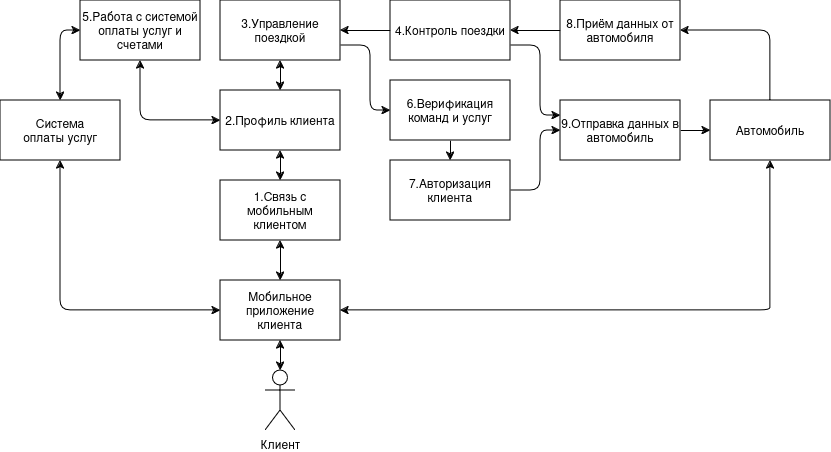 5.Работа с системой
оплаты услуг и
счетами
3.Управление
поездкой
4.Контроль поездки
8.Приём данных от
автомобиля
Система
оплаты услуг
2.Профиль клиента
6.Верификация
команд и услуг
9.Отправка данных в
автомобиль
Автомобиль
1.Связь с
мобильным
клиентом
7.Авторизация
клиента
Мобильное
приложение
клиента
Клиент